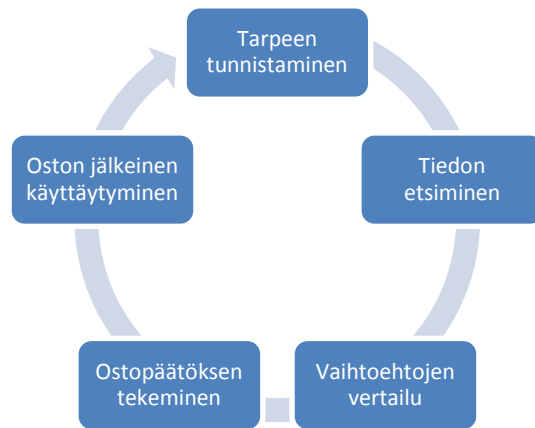 Tarpeen
tunnistaminen
Tiedon
etsiminen
Vaihtoehtojen
vertailu
Ostopäätöksen
tekeminen
Oston jälkeinen
käyttäytyminen